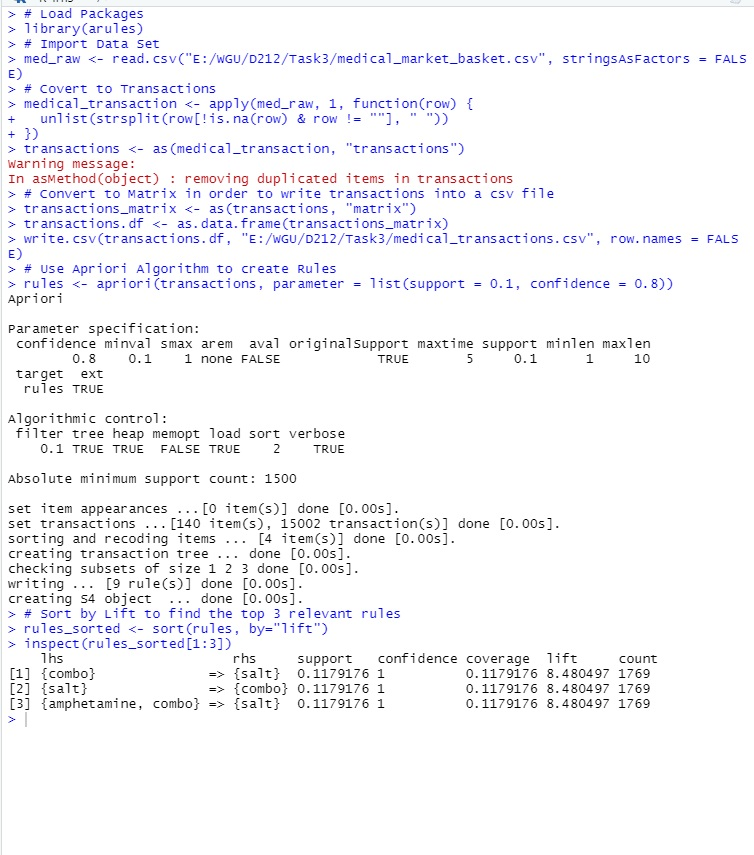 > # Load Packages
> library(arules)
> # Import Data Set
> med_raw <- read.csv("E:/WGU/D212/Task3/medical_market_basket.csv", stringsAsFactors = FALS
E)
> # Covert to Transactions
> medical_transaction <- apply(med_raw, 1, function(row) {
+   unlist(strsplit(row[!is.na(row) & row != ""], " "))
+ })
> transactions <- as(medical_transaction, "transactions")
Warning message:
In asMethod(object) : removing duplicated items in transactions
> # Convert to Matrix in order to write transactions into a csv file
> transactions_matrix <- as(transactions, "matrix")
> transactions.df <- as.data.frame(transactions_matrix)
> write.csv(transactions.df, "E:/WGU/D212/Task3/medical_transactions.csv", row.names = FALS
E)
> # Use Apriori Algorithm to create Rules
> rules <- apriori(transactions, parameter = list(support = 0.1, confidence = 0.8))
Apriori

Parameter specification:
 confidence minval smax arem  aval originalSupport maxtime support minlen maxlen
        0.8    0.1    1 none FALSE            TRUE       5     0.1      1     10
 target  ext
  rules TRUE

Algorithmic control:
 filter tree heap memopt load sort verbose
    0.1 TRUE TRUE  FALSE TRUE    2    TRUE

Absolute minimum support count: 1500

set item appearances ...[0 item(s)] done [0.00s].
set transactions ...[140 item(s), 15002 transaction(s)] done [0.00s].
sorting and recoding items ... [4 item(s)] done [0.00s].
creating transaction tree ... done [0.00s].
checking subsets of size 1 2 3 done [0.00s].
writing ... [9 rule(s)] done [0.00s].
creating S4 object  ... done [0.00s].
> # Sort by Lift to find the top 3 relevant rules
> rules_sorted <- sort(rules, by="lift")
> inspect(rules_sorted[1:3])
    lhs                     rhs     support   confidence coverage  lift     count
[1] {combo}              => {salt}  0.1179176 1          0.1179176 8.480497 1769
[2] {salt}               => {combo} 0.1179176 1          0.1179176 8.480497 1769
[3] {amphetamine, combo} => {salt}  0.1179176 1          0.1179176 8.480497 1769
>